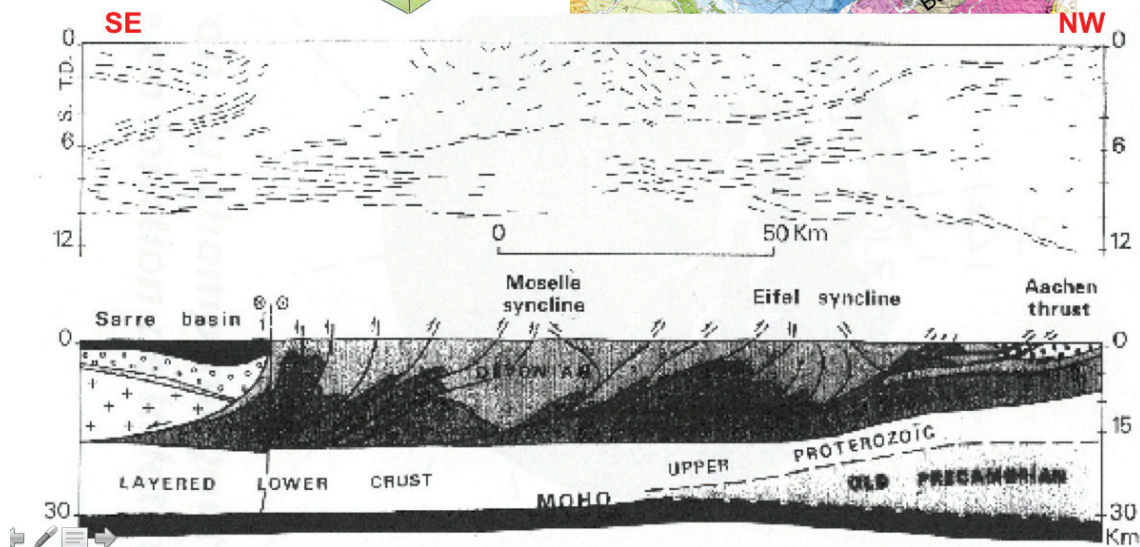 SE NW
0 0
S. T.D.
6 6
12 12
0 50 Km
Moselle syncline
Eifel syncline
Aachen thrust
Sarre basin
0 0
DEVONIAN
15 15
PROTEROZOIC
UPPER
LAYERED LOWER CRUST
OLD PRECAMBRIAN
MOHO
30 30
Km